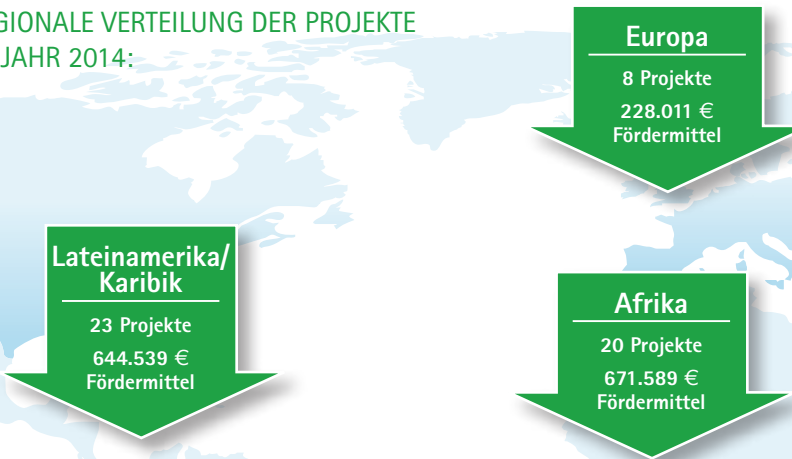 GIONALE VERTEILUNG DER PROJEKTE
JAHR 2014:
Europa
8 Projekte
228.011 €
Fördermittel
Lateinamerika/
Karibik
23 Projekte
644.539 €
Fördermittel
Afrika
20 Projekte
671.589 €
Fördermittel